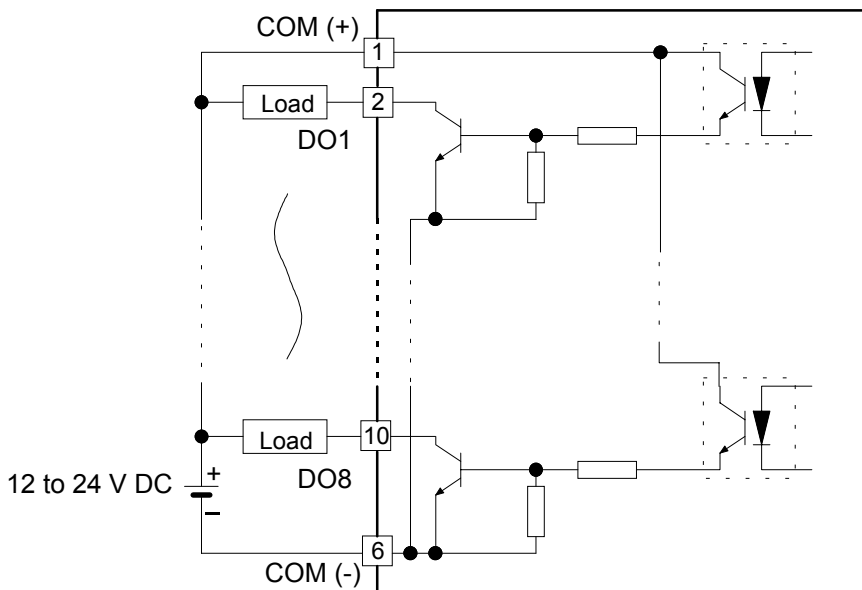 COM (+)
1
Load
2
DO1
Load
10
DO8
12 to 24 V DC
+
–
6
COM (-)